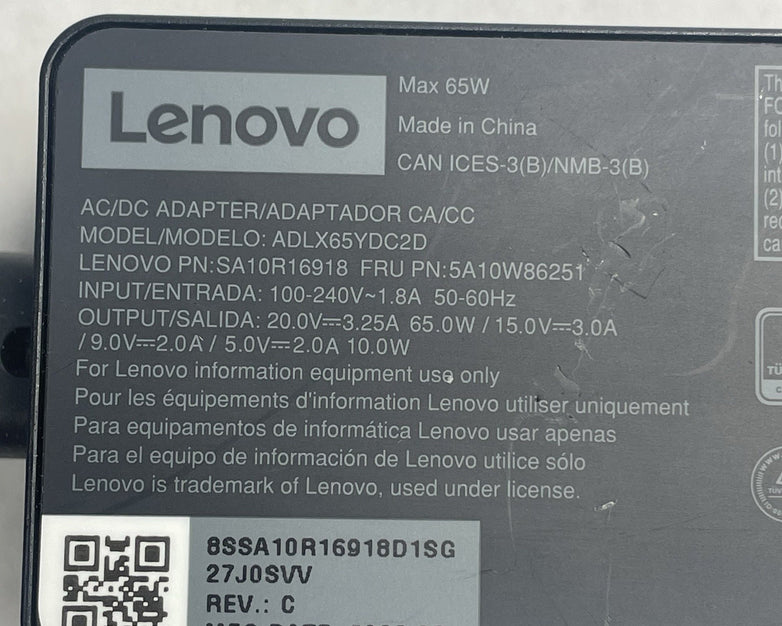 Lenovo
Max 65W
Made in China
CAN ICES-3(B)/NMB-3(B)
AC/DC ADAPTER/ADAPTADOR CA/CC
MODEL/MODELO: ADLX65YDC2D
LENOVO PN:SA10R16918 FRU PN:5A10W86251
INPUT/ENTRADA: 100-240V~1.8A 50-60Hz
OUTPUT/SALIDA: 20.0V⎓3.25A 65.0W / 15.0V⎓3.0A
/ 9.0V⎓2.0A / 5.0V⎓2.0A 10.0W
For Lenovo information equipment use only
Pour les équipements d'information Lenovo utiliser uniquement
Para equipamentos de informática Lenovo usar apenas
Para el equipo de información de Lenovo utilice sólo
Lenovo is trademark of Lenovo, used under license.
8SSA10R16918D1SG
27J0SVV
REV.: C
(1)
(2)
TÜ